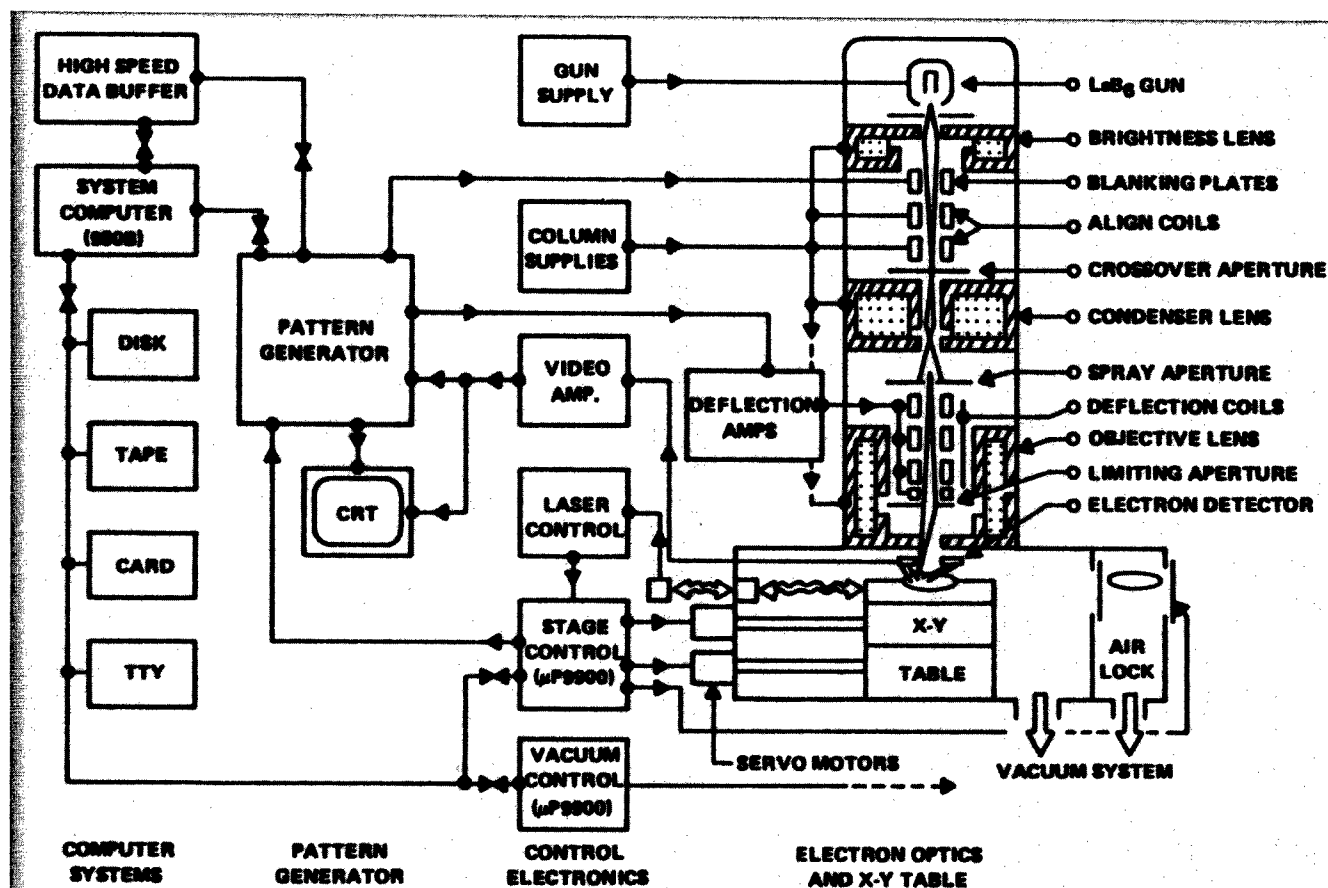 HIGH SPEED
DATA BUFFER
SYSTEM
COMPUTER
(980B)
DISK
TAPE
CARD
TTY
PATTERN
GENERATOR
CRT
GUN
SUPPLY
COLUMN
SUPPLIES
VIDEO
AMP.
LASER
CONTROL
STAGE
CONTROL
(μP9900)
VACUUM
CONTROL
(μP9900)
DEFLECTION
AMPS
SERVO MOTORS
X-Y
TABLE
AIR
LOCK
VACUUM SYSTEM
LaB₆ GUN
BRIGHTNESS LENS
BLANKING PLATES
ALIGN COILS
CROSSOVER APERTURE
CONDENSER LENS
SPRAY APERTURE
DEFLECTION COILS
OBJECTIVE LENS
LIMITING APERTURE
ELECTRON DETECTOR
COMPUTER
SYSTEMS
PATTERN
GENERATOR
CONTROL
ELECTRONICS
ELECTRON OPTICS
AND X-Y TABLE